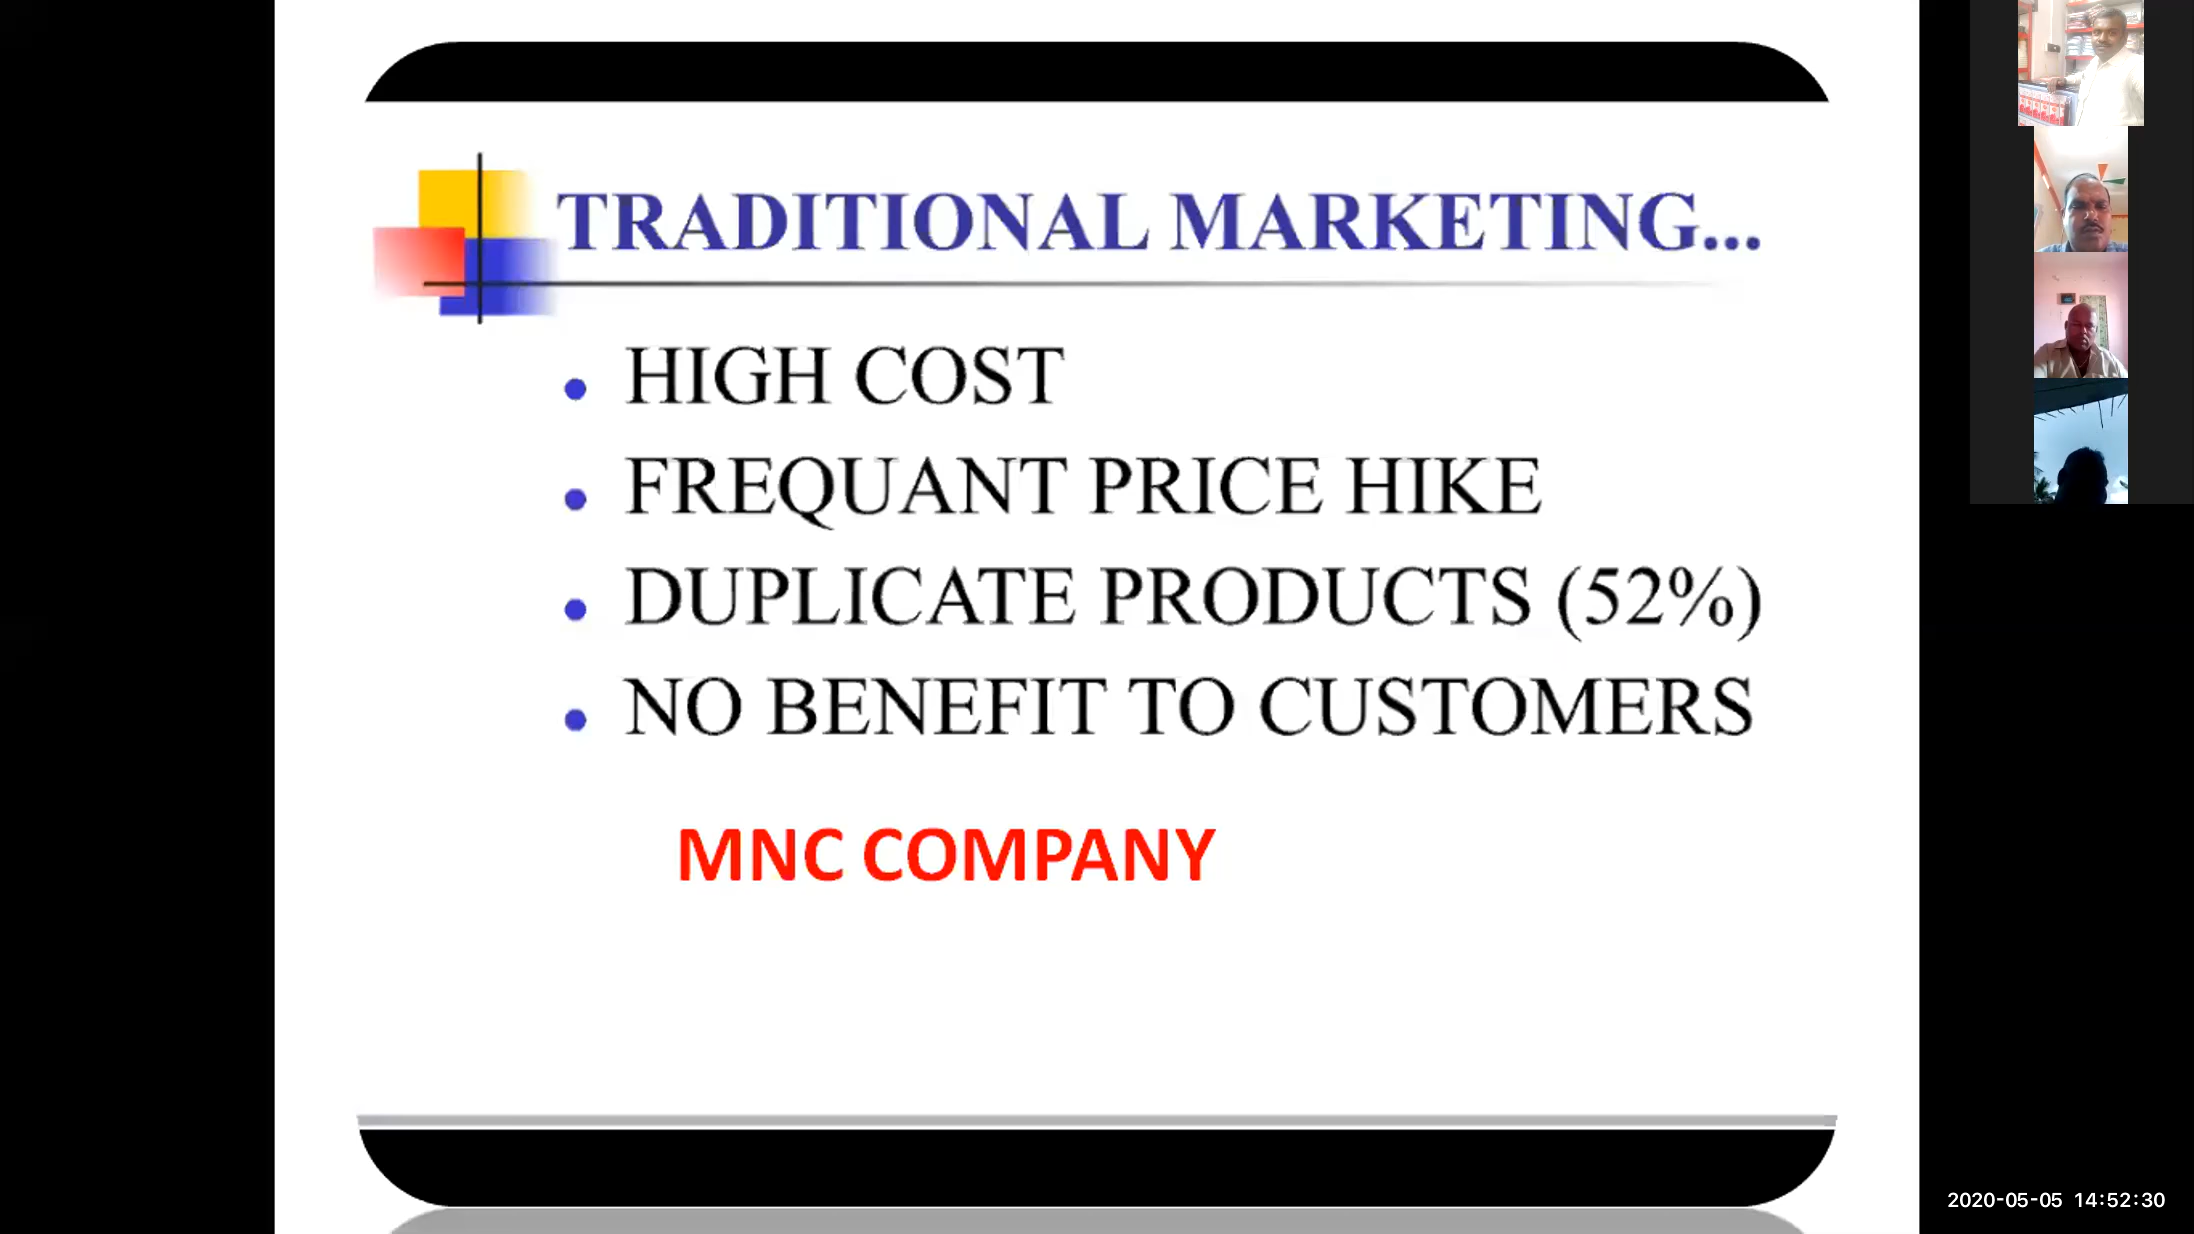 TRADITIONAL MARKETING...
• HIGH COST
• FREQUANT PRICE HIKE
• DUPLICATE PRODUCTS (52%)
• NO BENEFIT TO CUSTOMERS
MNC COMPANY
2020-05-05 14:52:30